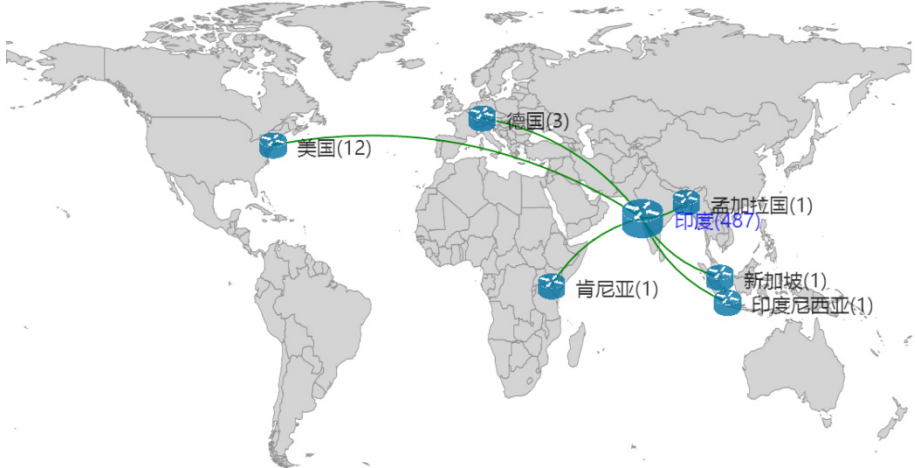 德国(3)
美国(12)
孟加拉国(1)
印度(487)
新加坡(1)
肯尼亚(1)
印度尼西亚(1)